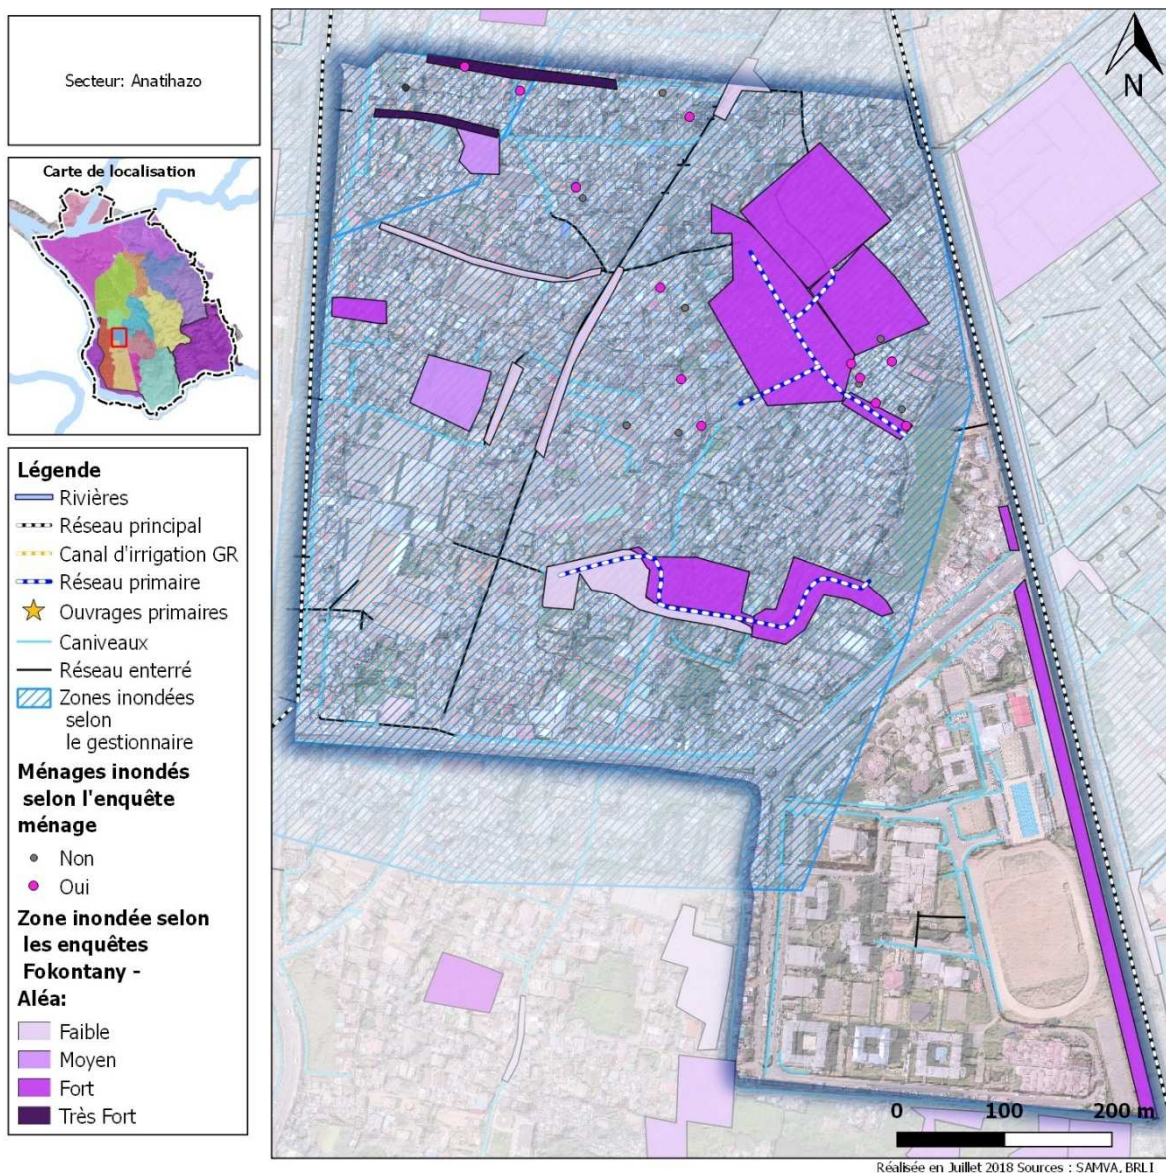 Secteur: Anatihazo
Carte de localisation
Légende
Rivières
Réseau principal
Canal d'irrigation GR
Réseau primaire
Ouvrages primaires
Caniveaux
Réseau enterré
Zones inondées
selon
le gestionnaire
Ménages inondés
selon l'enquête
ménage
Non
Oui
Zone inondée selon
les enquêtes
Fokontany -
Aléa:
Faible
Moyen
Fort
Très Fort
N
0 100 200 m
Réalisée en Juillet 2018 Sources : SAMVA, BRLI